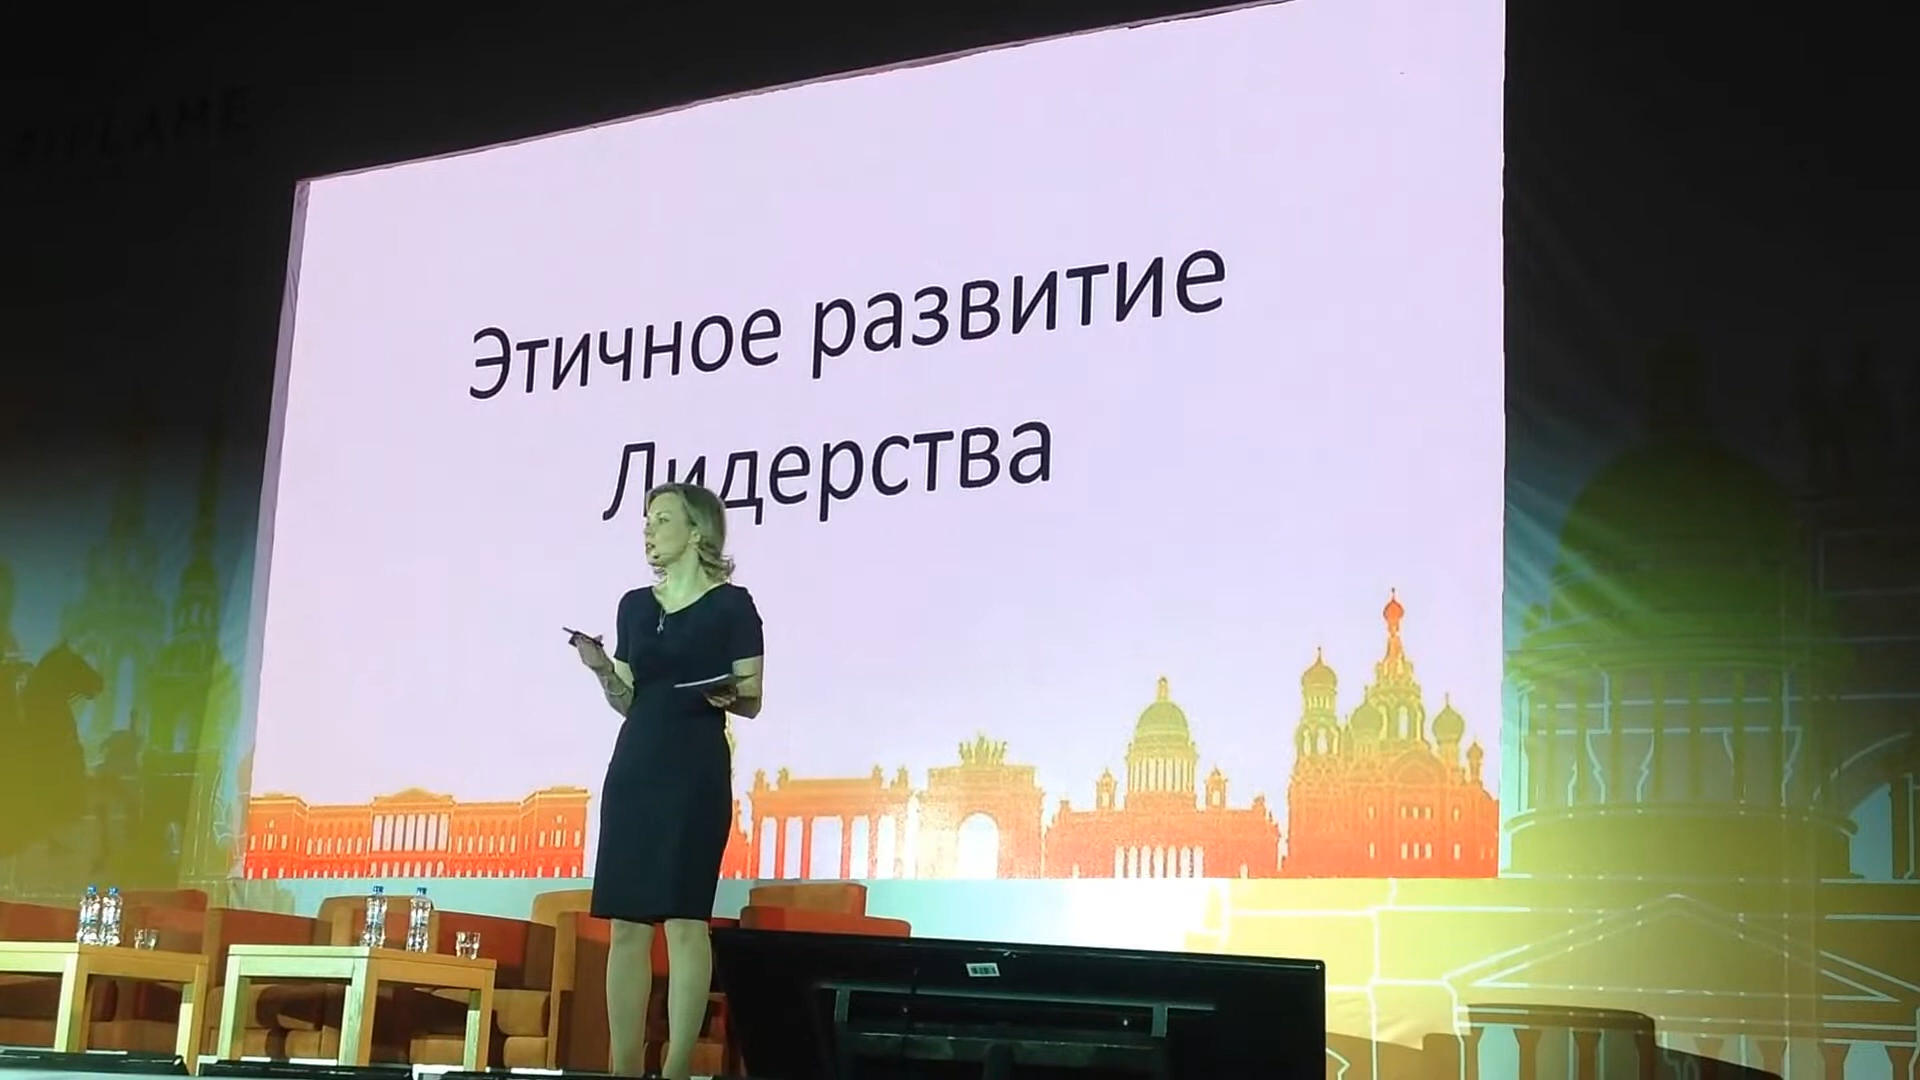 Этичное развитие
Лидерства